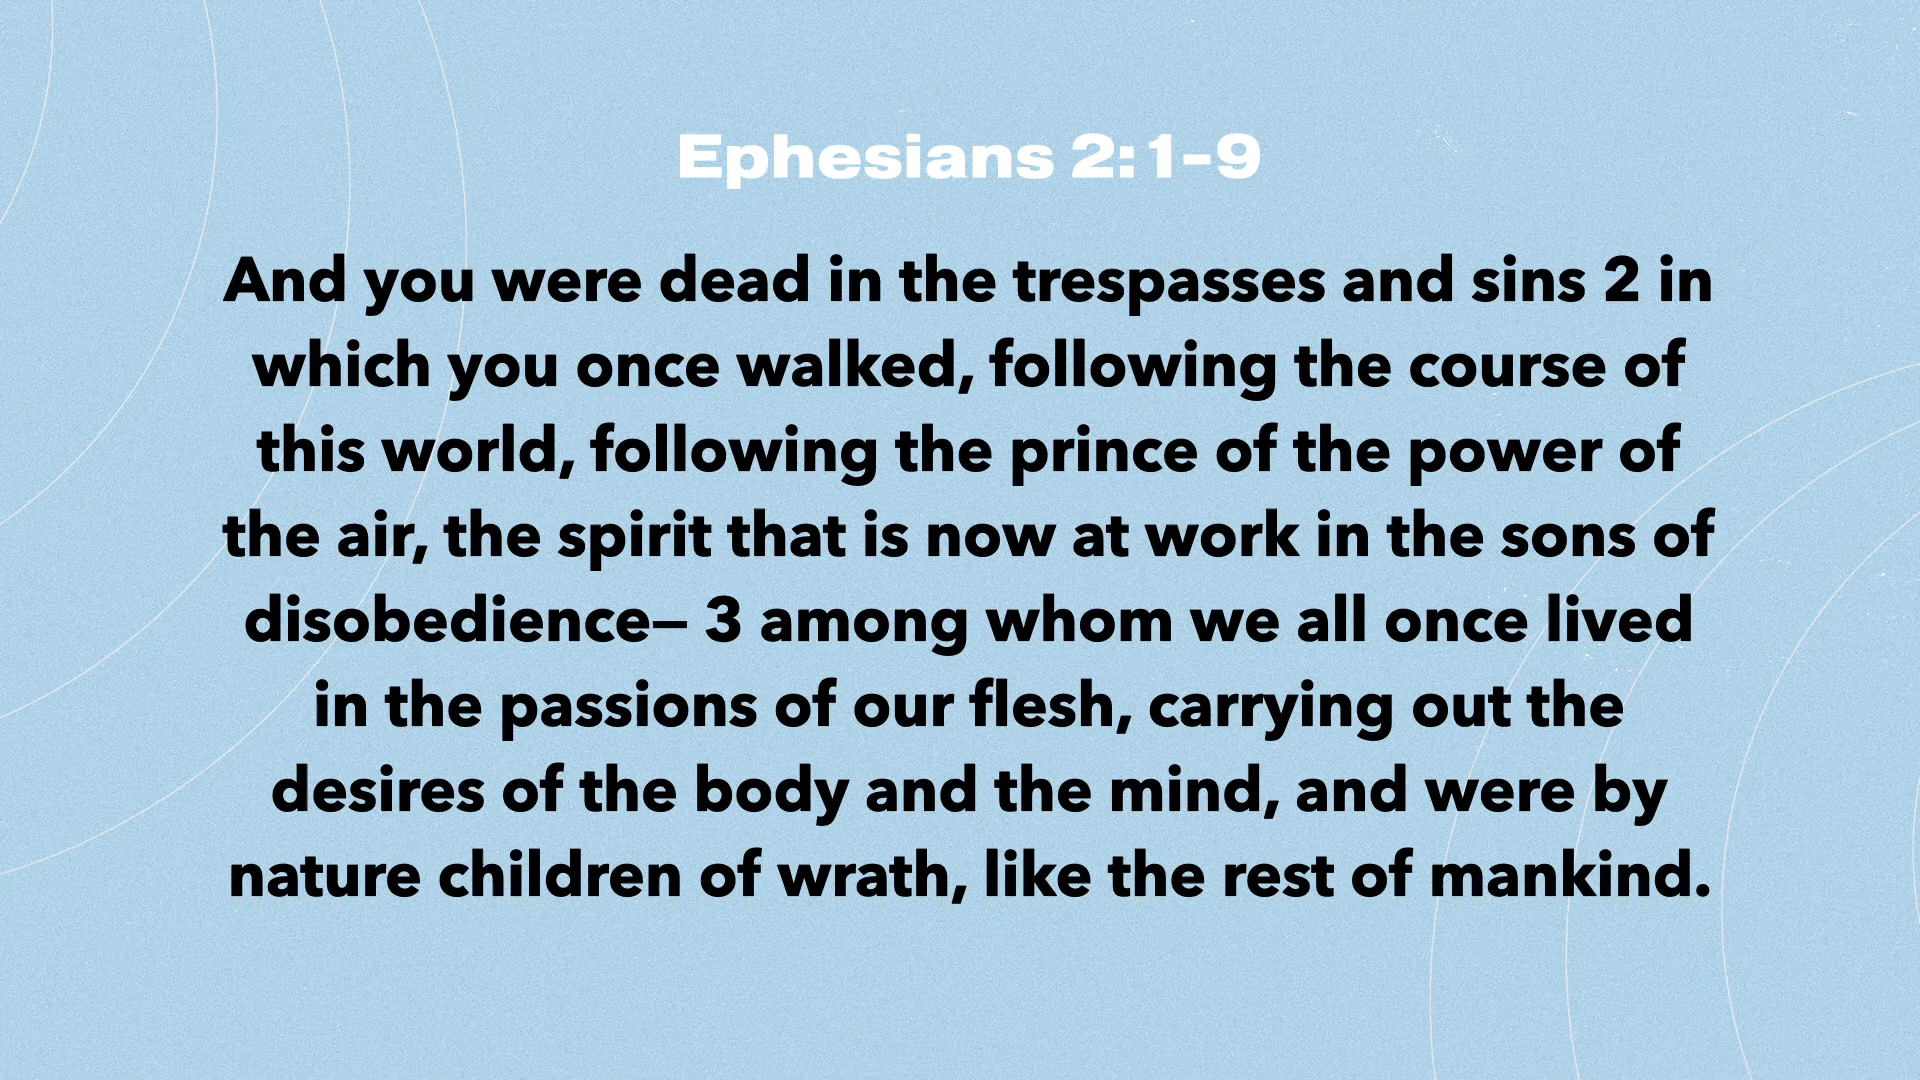 Ephesians 2:1-9
And you were dead in the trespasses and sins 2 in
which you once walked, following the course of
this world, following the prince of the power of
the air, the spirit that is now at work in the sons of
disobedience— 3 among whom we all once lived
in the passions of our flesh, carrying out the
desires of the body and the mind, and were by
nature children of wrath, like the rest of mankind.